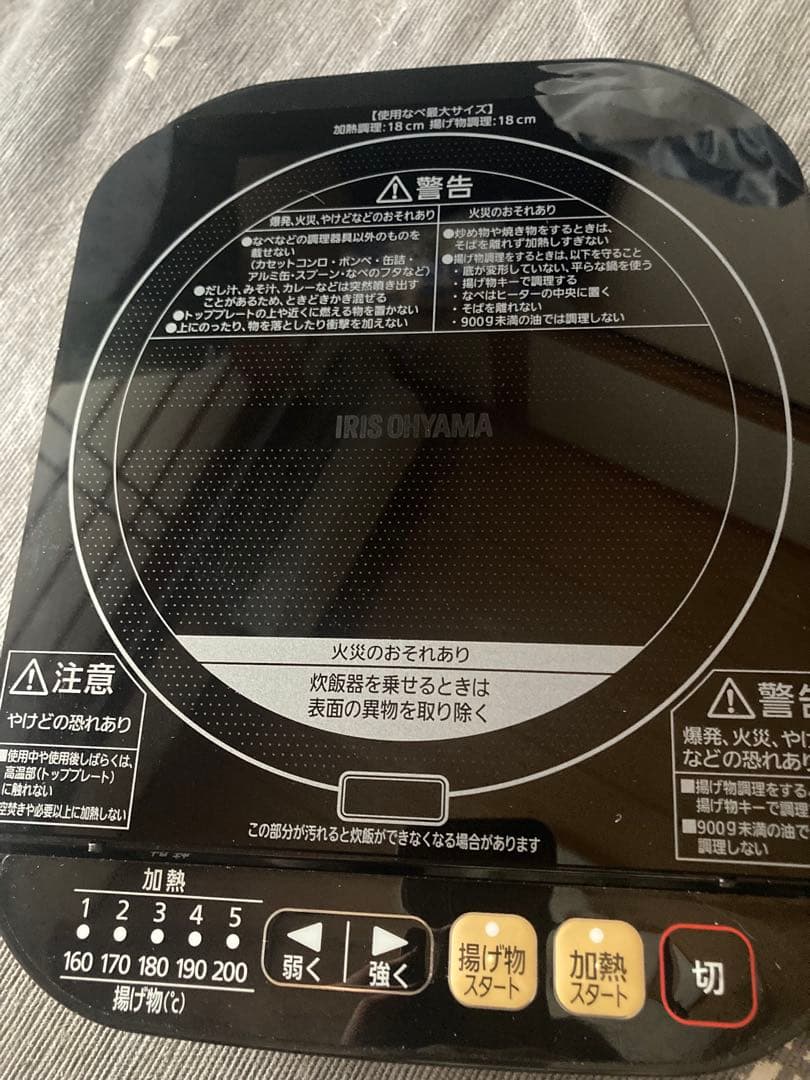 【使用なべ最大サイズ】
加熱調理:18cm 揚げ物調理:18cm
警告
爆発、火災、やけどなどのおそれあり
●なべなどの調理器具以外のものを
載せない
(カセットコンロ・ボンベ・缶詰・
アルミ缶・スプーン・なべのフタなど)
●だし汁、みそ汁、カレーなどは突然噴き出す
ことがあるため、ときどきかき混ぜる
●トッププレートの上や近くに燃える物を置かない
●上にのったり、物を落としたり衝撃を加えない
火災のおそれあり
●炒め物や焼き物をするときは、
そばを離れず加熱しすぎない
●揚げ物調理をするときは、以下を守ること
・底が変形していない、平らな鍋を使う
・揚げ物キーで調理する
・なべはヒーターの中央に置く
・そばを離れない
・900g未満の油では調理しない
IRIS OHYAMA
火災のおそれあり
炊飯器を乗せるときは
表面の異物を取り除く
注意
やけどの恐れあり
■使用中や使用後しばらくは、
高温部(トッププレート)
に触れない
空焚きや必要以上に加熱しない
警告
爆発、火災、やけ
などの恐れあり
■揚げ物調理をする
揚げ物キーで調理
■900g未満の油で
調理しない
この部分が汚れると炊飯ができなくなる場合があります
加熱
1 2 3 4 5
160 170 180 190 200
揚げ物(℃)
弱く
強く
揚げ物
スタート
加熱
スタート
切